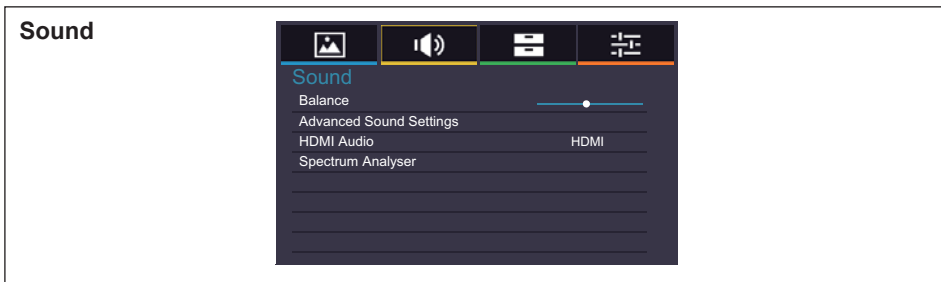 Sound
Sound
Balance
Advanced Sound Settings
HDMI Audio HDMI
Spectrum Analyser